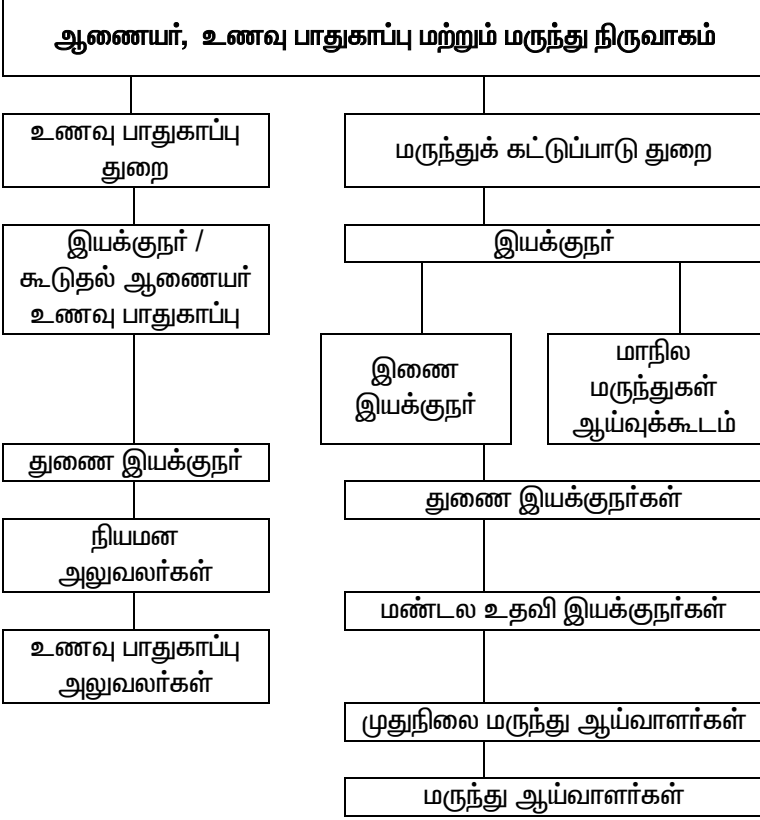 ஆணையர், உணவு பாதுகாப்பு மற்றும் மருந்து நிருவாகம்
உணவு பாதுகாப்பு
துறை
மருந்துக் கட்டுப்பாடு துறை
இயக்குநர் /
கூடுதல் ஆணையர்
உணவு பாதுகாப்பு
இயக்குநர்
இணை
இயக்குநர்
மாநில
மருந்துகள்
ஆய்வுக்கூடம்
துணை இயக்குநர்
துணை இயக்குநர்கள்
நியமன
அலுவலர்கள்
மண்டல உதவி இயக்குநர்கள்
உணவு பாதுகாப்பு
அலுவலர்கள்
முதுநிலை மருந்து ஆய்வாளர்கள்
மருந்து ஆய்வாளர்கள்